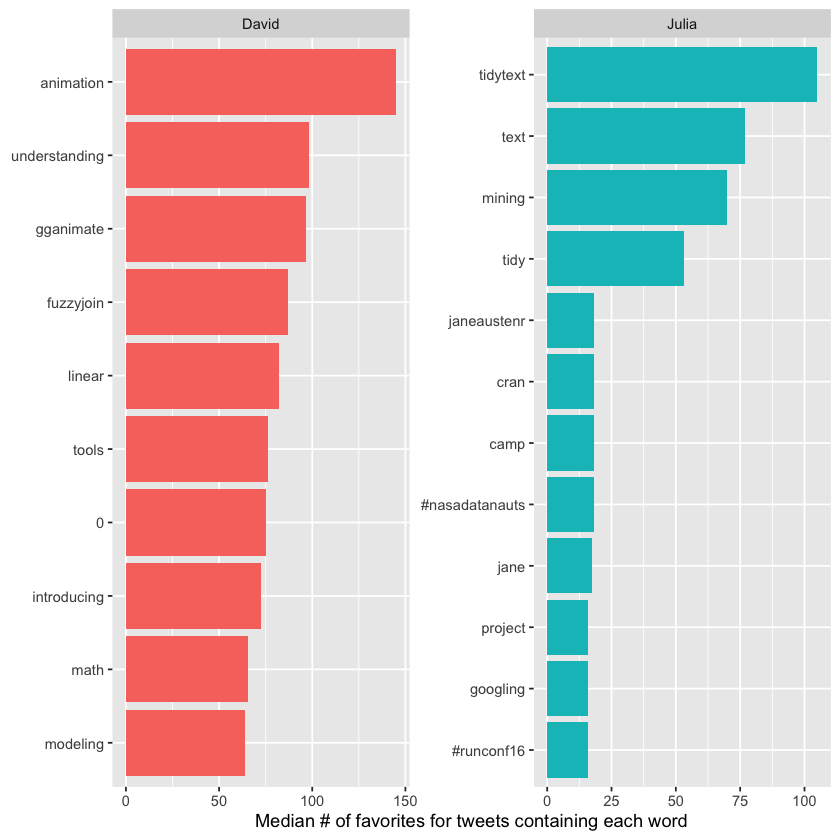 David
animation
understanding
gganimate
fuzzyjoin
linear
tools
0
introducing
math
modeling
0 50 100 150
Julia
tidytext
text
mining
tidy
janeaustenr
cran
camp
#nasadatanauts
jane
project
googling
#runconf16
0 25 50 75 100
Median # of favorites for tweets containing each word